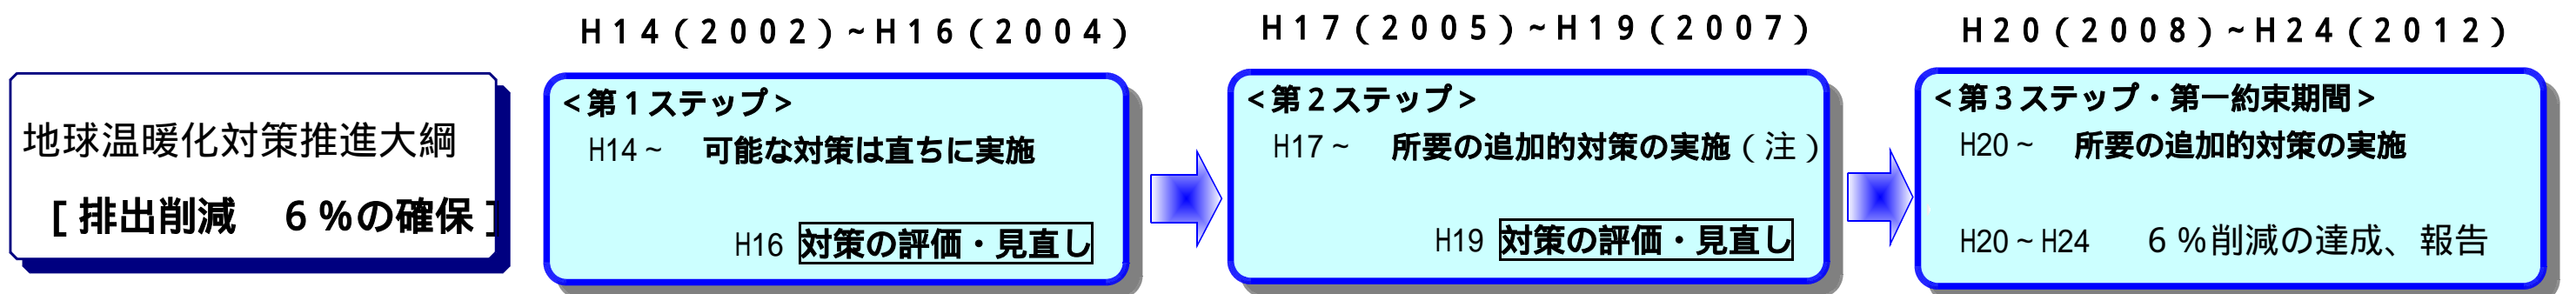 地球温暖化対策推進大綱
[排出削減　6%の確保]
H14(2002)~H16(2004)
<第1ステップ>
H14~　可能な対策は直ちに実施
H16 対策の評価・見直し
H17(2005)~H19(2007)
<第2ステップ>
H17~　所要の追加的対策の実施(注)
H19 対策の評価・見直し
H20(2008)~H24(2012)
<第3ステップ・第一約束期間>
H20~　所要の追加的対策の実施
H20~H24　6%削減の達成、報告